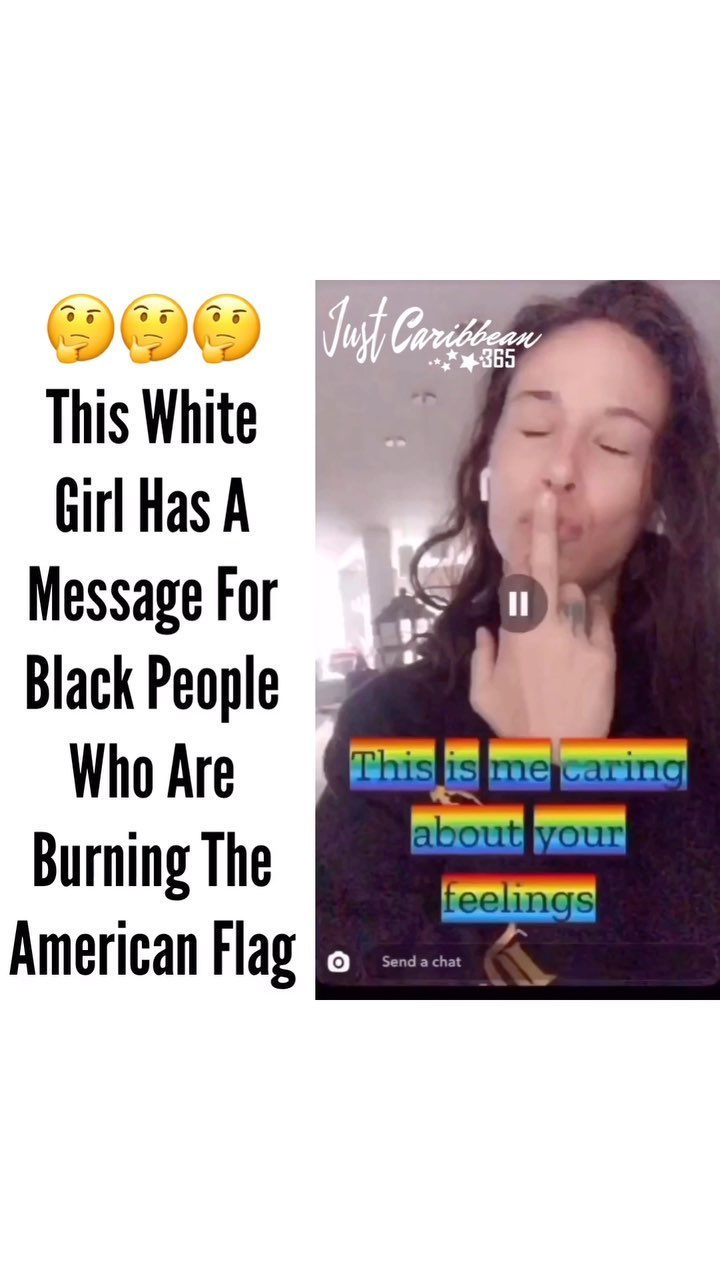 🤔🤔🤔
This White
Girl Has A
Message For
Black People
Who Are
Burning The
American Flag
Just Caribbean
365
This is me caring
about your
feelings
Send a chat